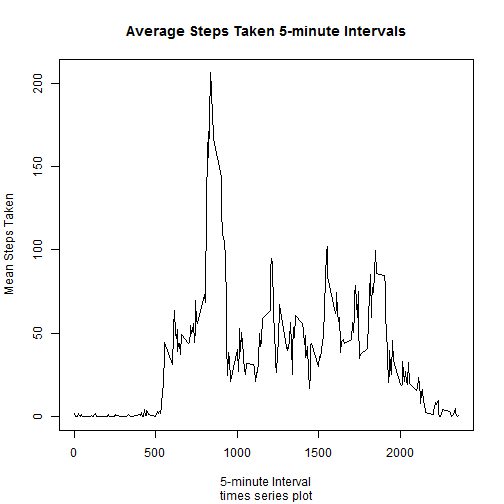 Average Steps Taken 5-minute Intervals
Mean Steps Taken
200
150
100
50
0
0 500 1000 1500 2000
5-minute Interval
times series plot